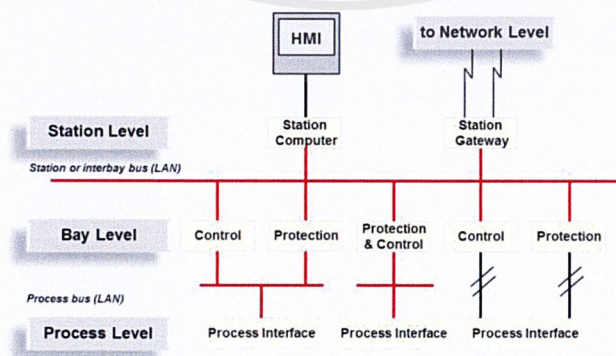 HMI
to Network Level
Station Level
Station
Computer
Station
Gateway
Station or interbay bus (LAN)
Bay Level
Control
Protection
Protection
& Control
Control
Protection
Process bus (LAN)
Process Level
Process Interface
Process Interface
Process Interface